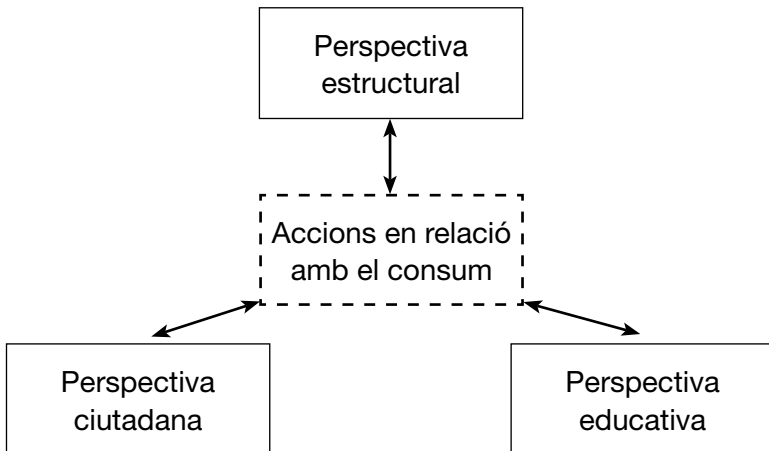 Perspectiva
estructural
Accions en relació
amb el consum
Perspectiva
ciutadana
Perspectiva
educativa